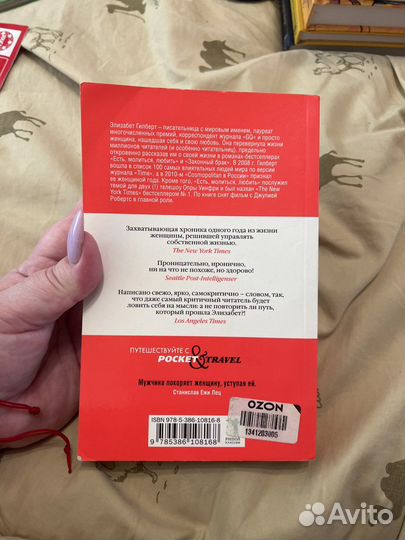 Элизабет Гилберт – писательница с мировым именем, лауреат
многочисленных премий, корреспондент журнала «GQ» и просто
женщина, нашедшая себя и свою любовь. Она перевернула жизни
миллионов читателей (и особенно читательниц), предельно
откровенно рассказав им о своей жизни в романах-бестселлерах
«Есть, молиться, любить» и «Законный брак». В 2008 г. Гилберт
вошла в список 100 самых влиятельных людей мира по версии
журнала «Time», а в 2010-м «Cosmopolitan в России» признал
ее женщиной года. Кроме того, «Есть, молиться, любить» послужил
темой для двух (!) телешоу Опры Уинфри и был назван «The New
York Times» бестселлером № 1. По книге снят фильм с Джулией
Робертс в главной роли.
Захватывающая хроника одного года из жизни
женщины, решившей управлять
собственной жизнью.
The New York Times
Проницательно, иронично,
ни на что не похоже, но здорово!
Seattle Post-Intelligenser
Написано свежо, ярко, самокритично – словом, так,
что даже самый критичный читатель будет
ловить себя на мысли: а не повторить ли путь,
который прошла Элизабет?!
Los Angeles Times
ПУТЕШЕСТВУЙТЕ С
POCKET&TRAVEL
Мужчина покоряет женщину, уступая ей.
Станислав Ежи Лец
ISBN 978-5-386-10816-8
9 785386 108168
РИПОЛ
КЛАССИК
OZON
1341203005
Avito